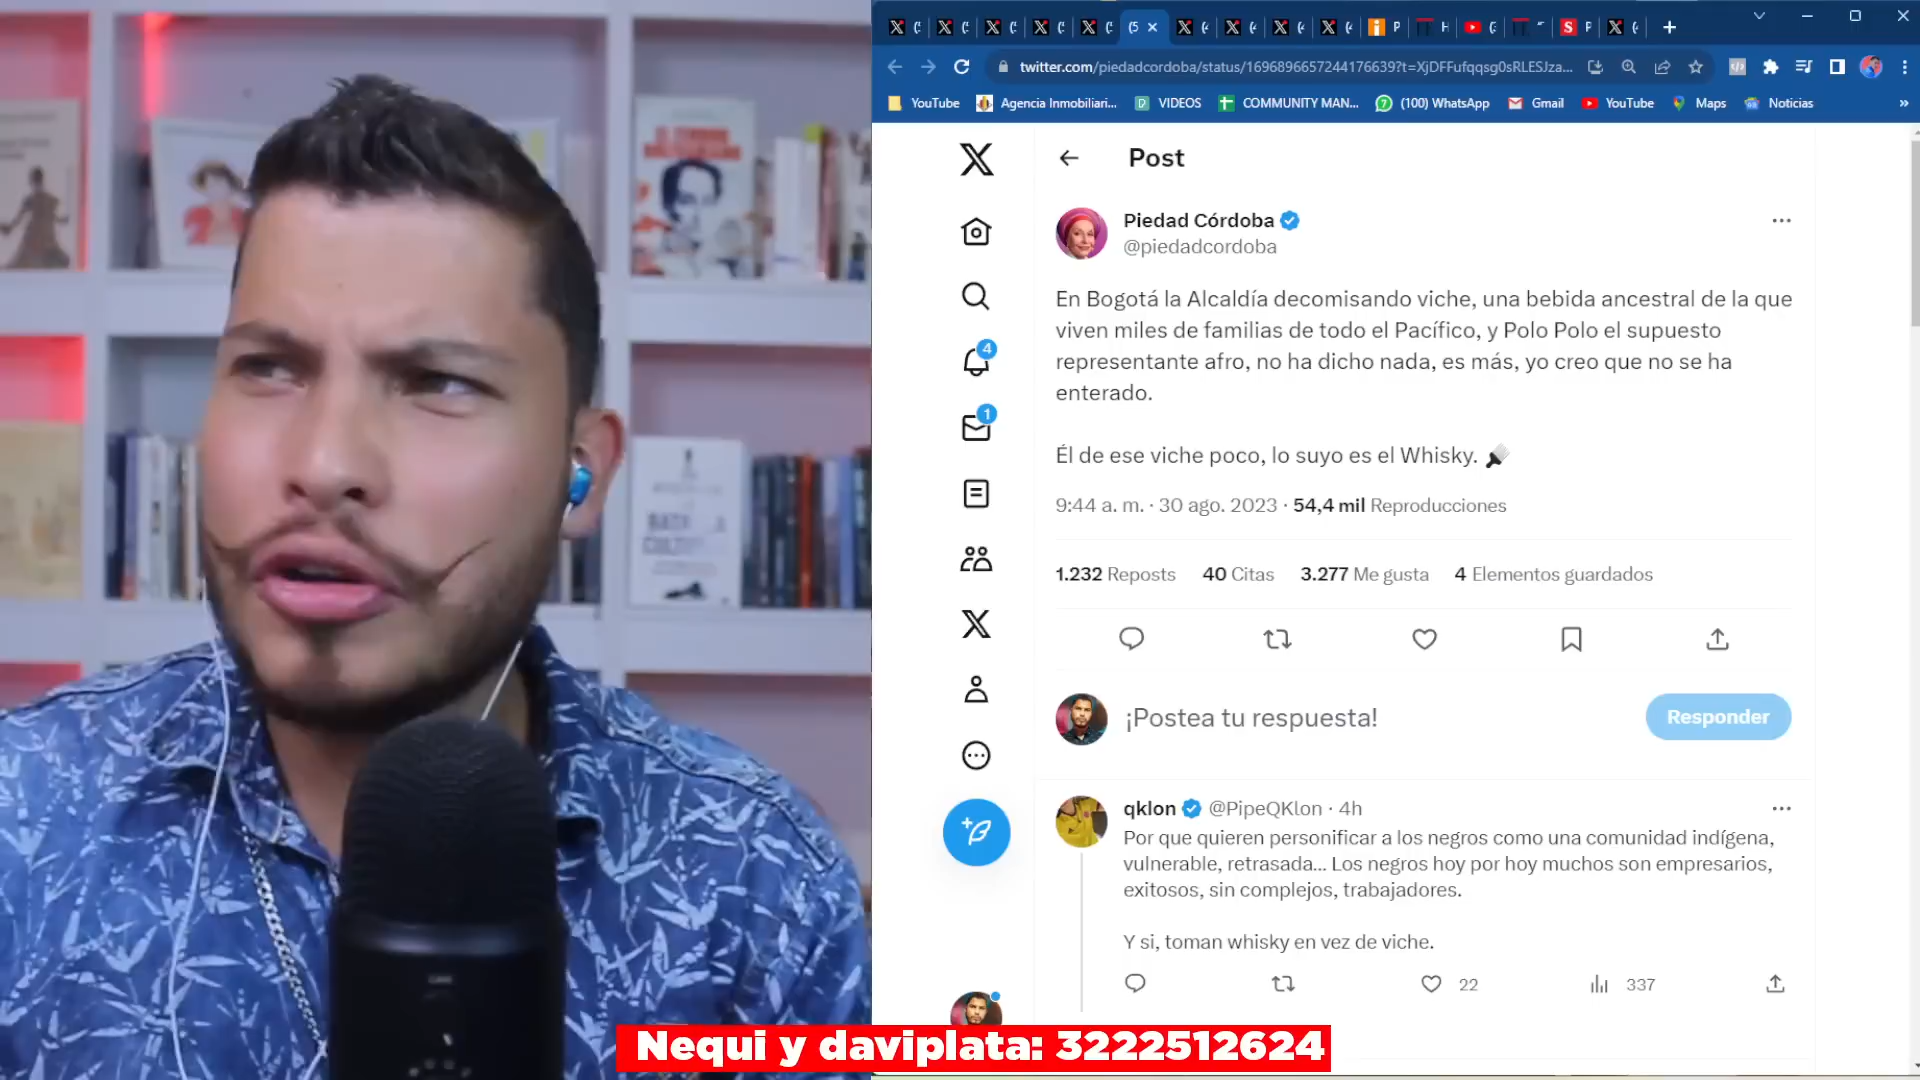 twitter.com/piedadcordoba/status/1696896657244176639?t=XjDFFufqqsg0sRLESJza...
YouTube Agencia Inmobiliari... VIDEOS COMMUNITY MAN... (100) WhatsApp Gmail YouTube Maps Noticias »
Post
Piedad Córdoba
@piedadcordoba
En Bogotá la Alcaldía decomisando viche, una bebida ancestral de la que
viven miles de familias de todo el Pacífico, y Polo Polo el supuesto
representante afro, no ha dicho nada, es más, yo creo que no se ha
enterado.
Él de ese viche poco, lo suyo es el Whisky.
9:44 a. m. · 30 ago. 2023 · 54,4 mil Reproducciones
1.232 Reposts 40 Citas 3.277 Me gusta 4 Elementos guardados
4
1
¡Postea tu respuesta!
Responder
qklon @PipeQKlon · 4h
Por que quieren personificar a los negros como una comunidad indígena,
vulnerable, retrasada... Los negros hoy por hoy muchos son empresarios,
exitosos, sin complejos, trabajadores.
Y si, toman whisky en vez de viche.
22 337
Nequi y daviplata: 3222512624